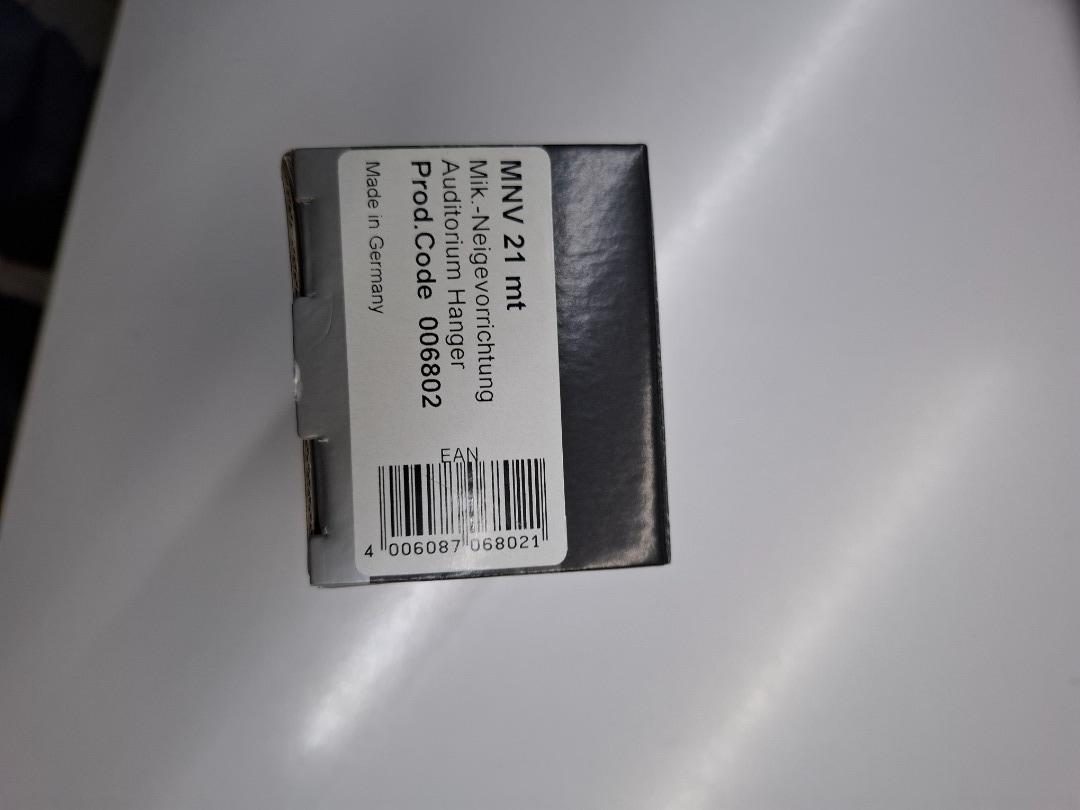 MNV 21 mt
Mik.-Neigevorrichtung
Auditorium Hanger
Prod.Code 006802
Made in Germany
EAN
4 006087 068021